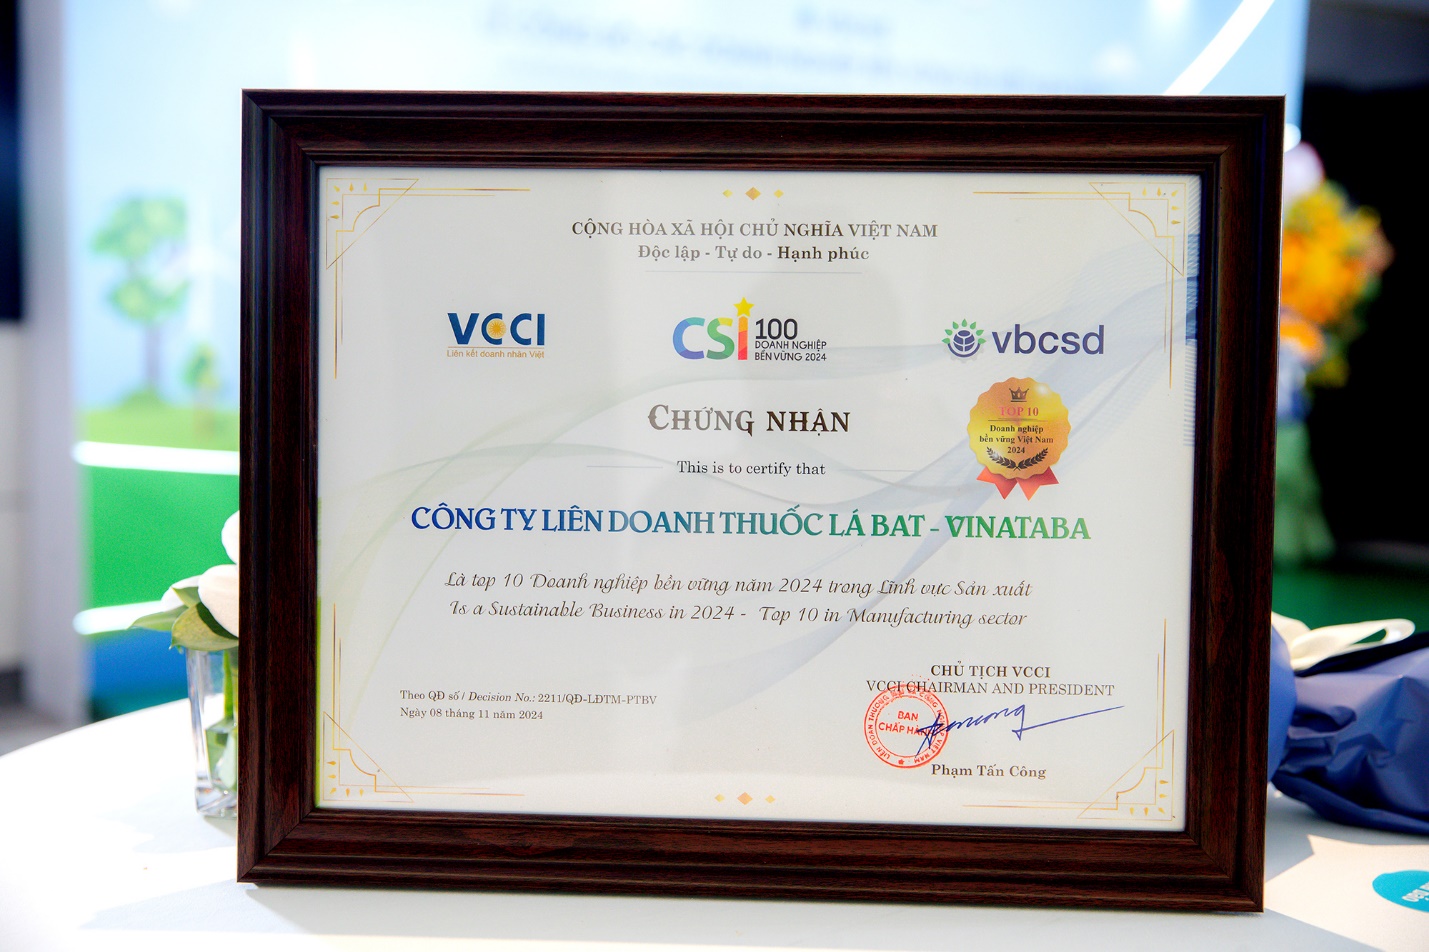 CỘNG HÒA XÃ HỘI CHỦ NGHĨA VIỆT NAM
Độc lập - Tự do - Hạnh phúc
VCCI
Liên kết doanh nhân Việt
CSI 100
DOANH NGHIỆP
BỀN VỮNG 2024
vbcsd
CHỨNG NHẬN
TOP 10
Doanh nghiệp
bền vững Việt Nam
2024
This is to certify that
CÔNG TY LIÊN DOANH THUỐC LÁ BAT - VINATABA
Là top 10 Doanh nghiệp bền vững năm 2024 trong Lĩnh vực Sản xuất
Is a Sustainable Business in 2024 - Top 10 in Manufacturing sector
Theo QĐ số / Decision No.: 2211/QĐ-LĐTM-PTBV
Ngày 08 tháng 11 năm 2024
CHỦ TỊCH VCCI
VCCI CHAIRMAN AND PRESIDENT
BAN
CHẤP HÀNH
Phạm Tấn Công